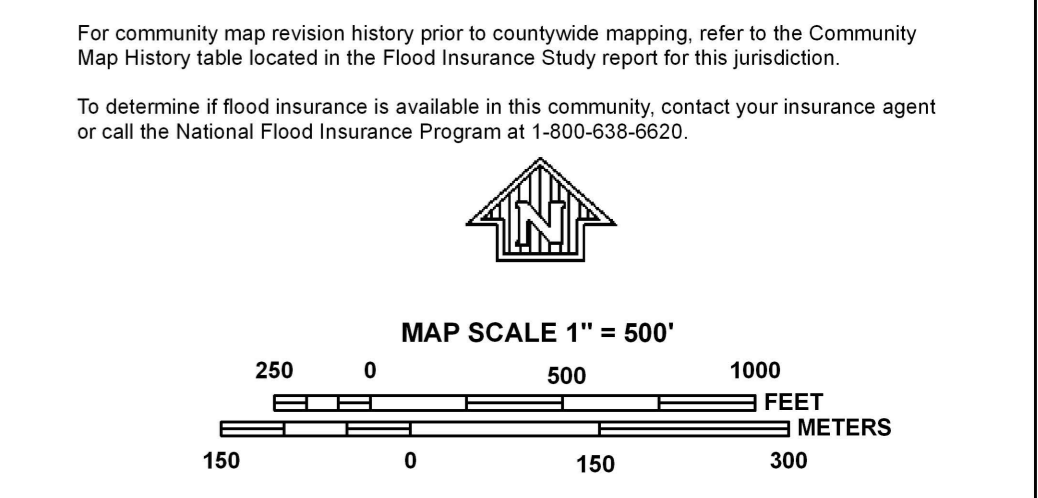 For community map revision history prior to countywide mapping, refer to the Community
Map History table located in the Flood Insurance Study report for this jurisdiction.
To determine if flood insurance is available in this community, contact your insurance agent
or call the National Flood Insurance Program at 1-800-638-6620.
N
MAP SCALE 1" = 500'
250 0 500 1000
FEET
METERS
150 0 150 300